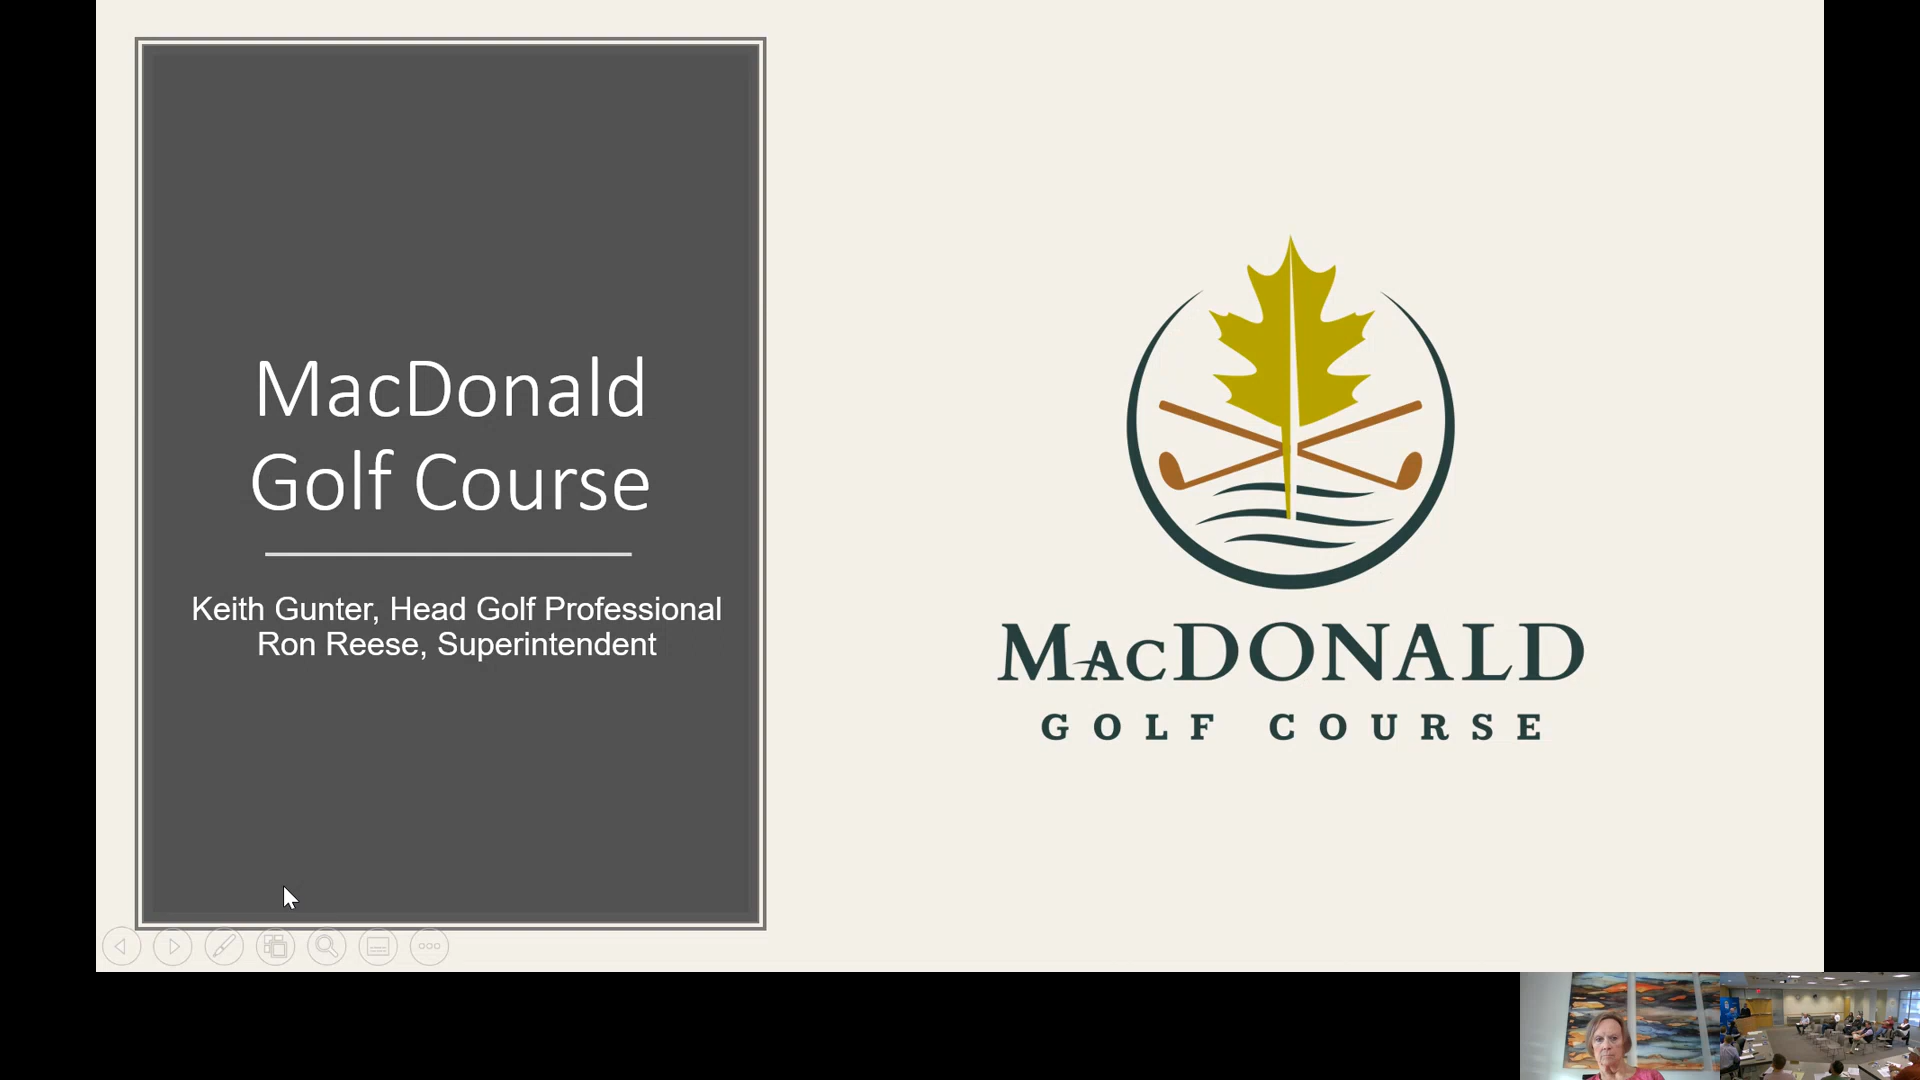 MacDonald
Golf Course
Keith Gunter, Head Golf Professional
Ron Reese, Superintendent
MacDONALD
GOLF COURSE